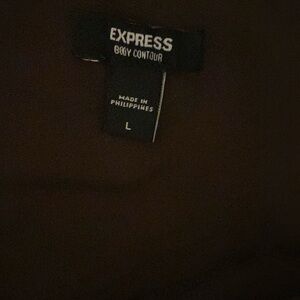 EXPRESS
BODY CONTOUR
MADE IN
PHILIPPINES
L